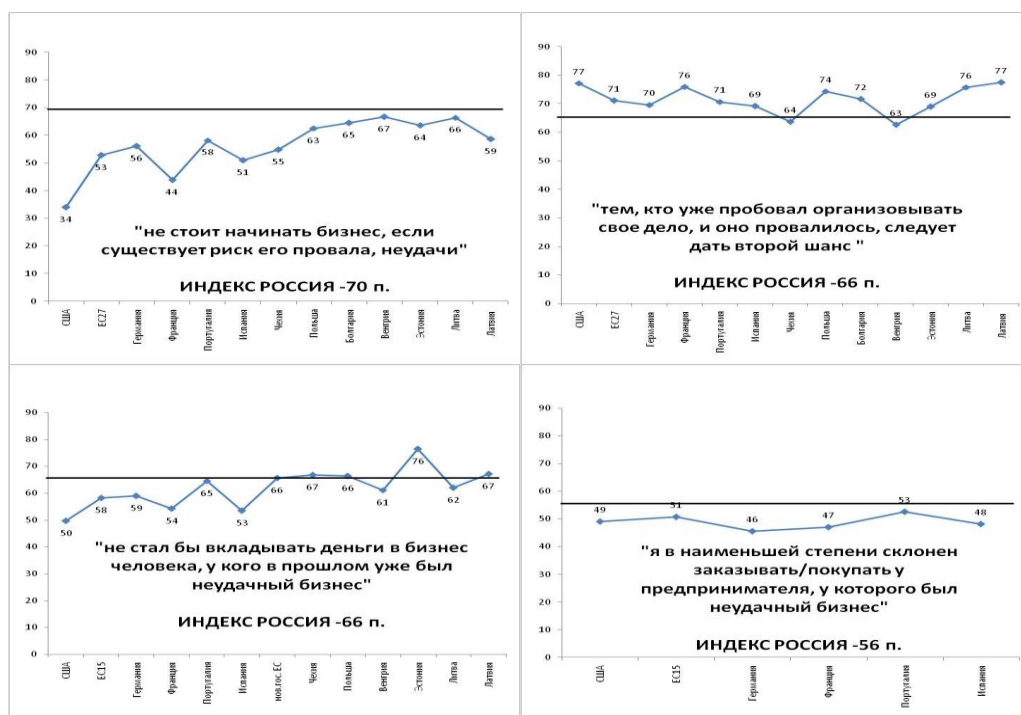 90
80
70
60
50
40
30
20
10
0
34
53
56
44
58
51
55
63
65
67
64
66
59
"не стоит начинать бизнес, если
существует риск его провала, неудачи"
ИНДЕКС РОССИЯ -70 п.
США
ЕС27
Германия
Франция
Португалия
Испания
Чехия
Польша
Болгария
Венгрия
Эстония
Литва
Латвия
90
80
70
60
50
40
30
20
10
0
77
71
70
76
71
69
64
74
72
63
69
76
77
"тем, кто уже пробовал организовывать
свое дело, и оно провалилось, следует
дать второй шанс "
ИНДЕКС РОССИЯ -66 п.
США
ЕС27
Германия
Франция
Португалия
Испания
Чехия
Польша
Болгария
Венгрия
Эстония
Литва
Латвия
90
80
70
60
50
40
30
20
10
0
50
58
59
54
65
53
66
67
66
61
76
62
67
"не стал бы вкладывать деньги в бизнес
человека, у кого в прошлом уже был
неудачный бизнес"
ИНДЕКС РОССИЯ -66 п.
США
ЕС15
Германия
Франция
Португалия
Испания
нов.гос.ЕС
Чехия
Польша
Венгрия
Эстония
Литва
Латвия
90
80
70
60
50
40
30
20
10
0
49
51
46
47
53
48
"я в наименьшей степени склонен
заказывать/покупать у
предпринимателя, у которого был
неудачный бизнес"
ИНДЕКС РОССИЯ -56 п.
США
ЕС15
Германия
Франция
Португалия
Испания